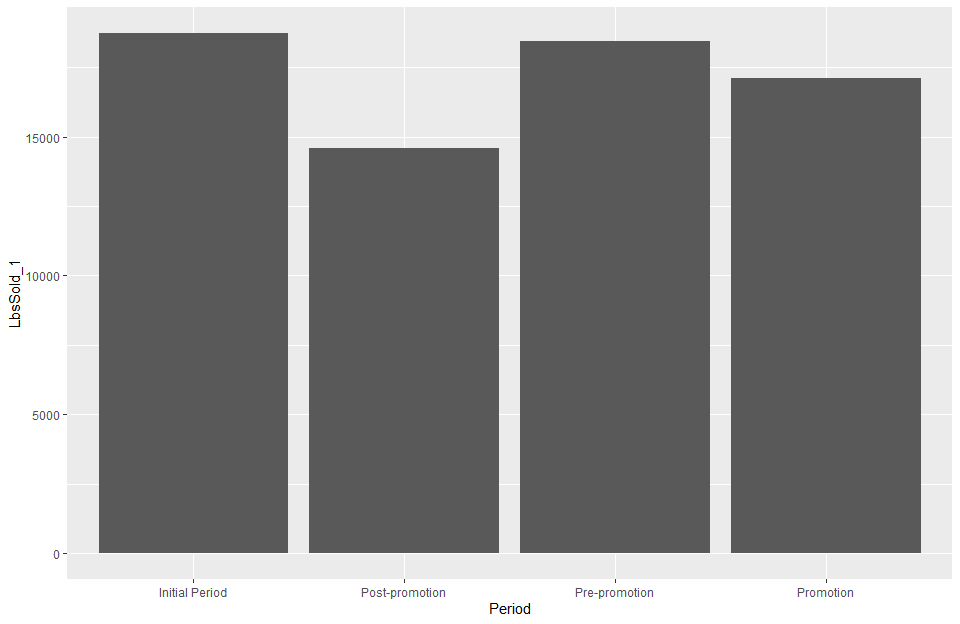 LbsSold_1
15000
10000
5000
0
Initial Period
Post-promotion
Pre-promotion
Promotion
Period